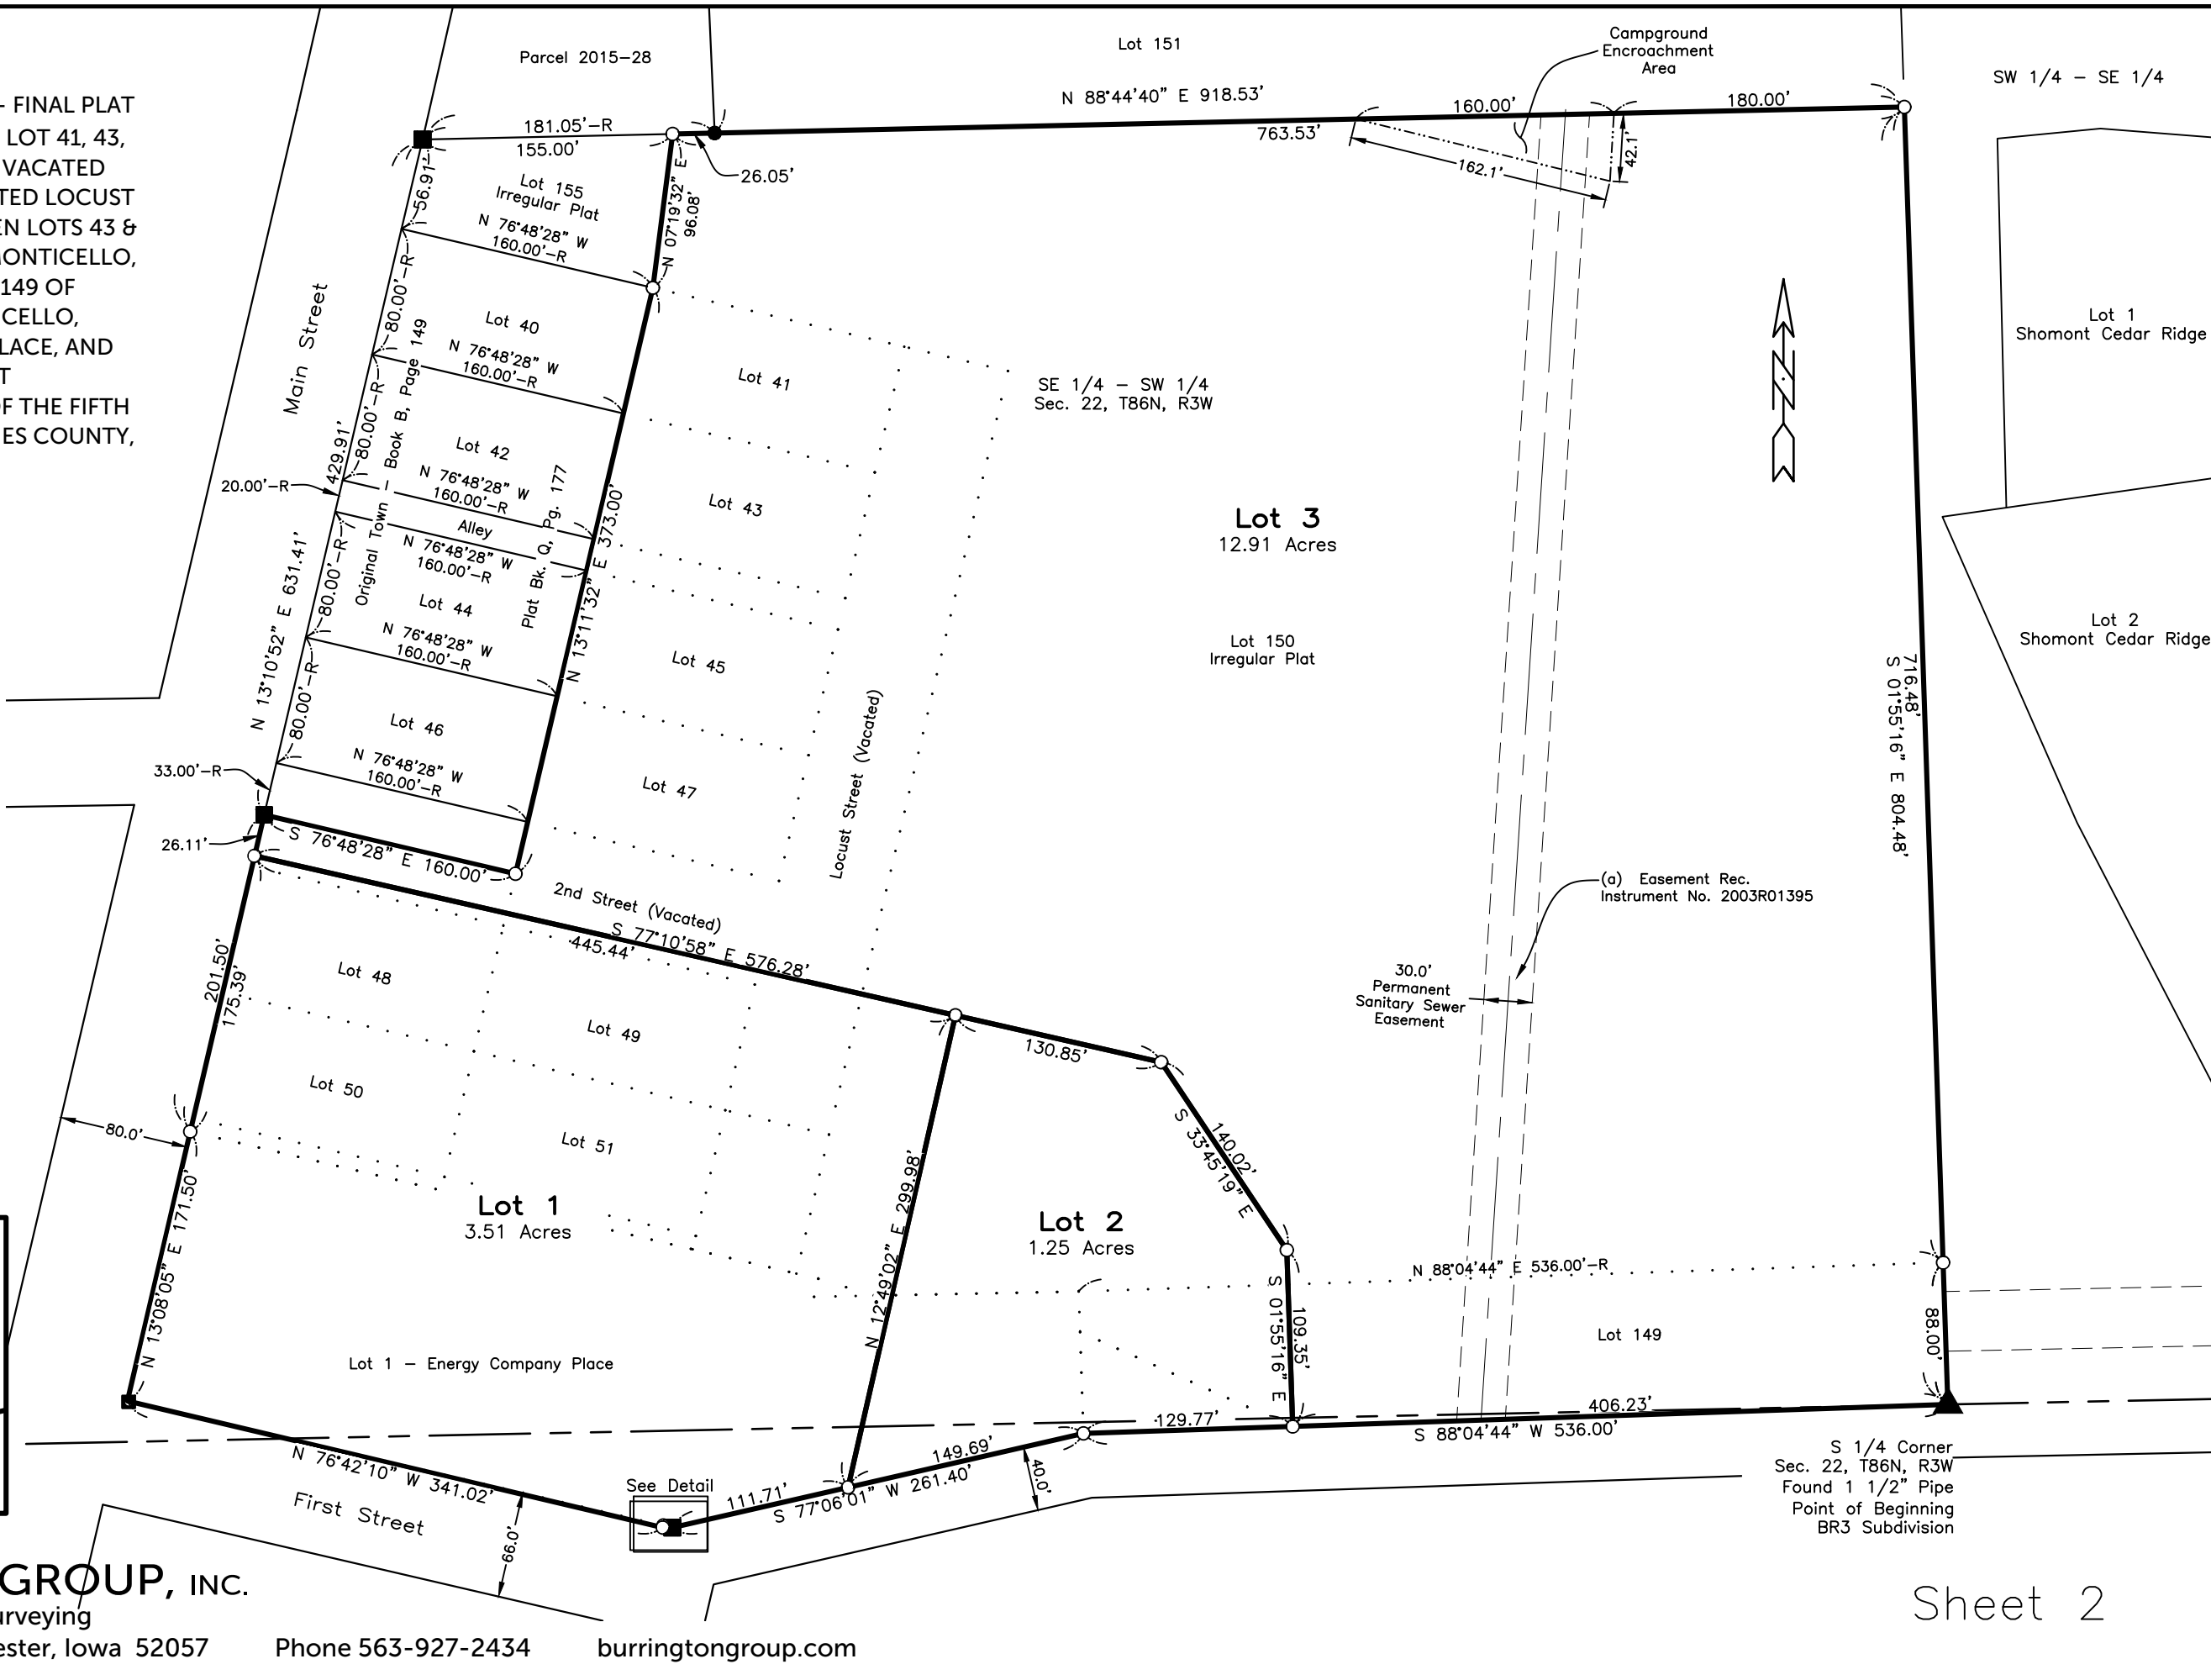 - FINAL PLAT
LOT 41, 43,
VACATED
TED LOCUST
EN LOTS 43 &
MONTICELLO,
149 OF
ICELLO,
LACE, AND
T
OF THE FIFTH
ES COUNTY,
Parcel 2015-28
Lot 151
Campground
Encroachment
Area
SW 1/4 - SE 1/4
N 88°44'40" E 918.53'
160.00'
180.00'
763.53'
162.1'
42.1'
181.05'-R
155.00'
26.05'
56.91'
Lot 155
Irregular Plat
N 07°19'32" E
96.08'
N 76°48'28" W
160.00'-R
80.00'-R
Lot 40
N 76°48'28" W
160.00'-R
80.00'-R
Lot 42
N 76°48'28" W
160.00'-R
Alley
N 76°48'28" W
160.00'-R
80.00'-R
Lot 44
N 76°48'28" W
160.00'-R
80.00'-R
Lot 46
N 76°48'28" W
160.00'-R
Main Street
429.91'
20.00'-R
Original Town - Book B, Page 149
Plat Bk. Q, Pg. 177
N 13°11'32" E 373.00'
N 13°10'52" E 631.41'
33.00'-R
26.11'
S 76°48'28" E 160.00'
Lot 41
Lot 43
Lot 45
Lot 47
Locust Street (Vacated)
2nd Street (Vacated)
S 77°10'58" E 576.28'
445.44'
SE 1/4 - SW 1/4
Sec. 22, T86N, R3W
Lot 3
12.91 Acres
Lot 150
Irregular Plat
N
Lot 1
Shomont Cedar Ridge
Lot 2
Shomont Cedar Ridge
716.48'
S 01°55'16" E 804.48'
(a) Easement Rec.
Instrument No. 2003R01395
30.0'
Permanent
Sanitary Sewer
Easement
201.50'
175.39'
Lot 48
Lot 49
Lot 50
Lot 51
130.85'
140.02'
S 33°45'19" E
80.0'
N 13°08'05" E 171.50'
Lot 1
3.51 Acres
N 12°49'02" E 299.98'
Lot 2
1.25 Acres
S 01°55'16" E
109.35'
N 88°04'44" E 536.00'-R
Lot 149
88.00'
Lot 1 - Energy Company Place
129.77'
406.23'
S 88°04'44" W 536.00'
N 76°42'10" W 341.02'
First Street
66.0'
See Detail
111.71'
149.69'
S 77°06'01" W 261.40'
40.0'
S 1/4 Corner
Sec. 22, T86N, R3W
Found 1 1/2" Pipe
Point of Beginning
BR3 Subdivision
GROUP, INC.
urveying
ester, Iowa 52057 Phone 563-927-2434 burringtongroup.com
Sheet 2